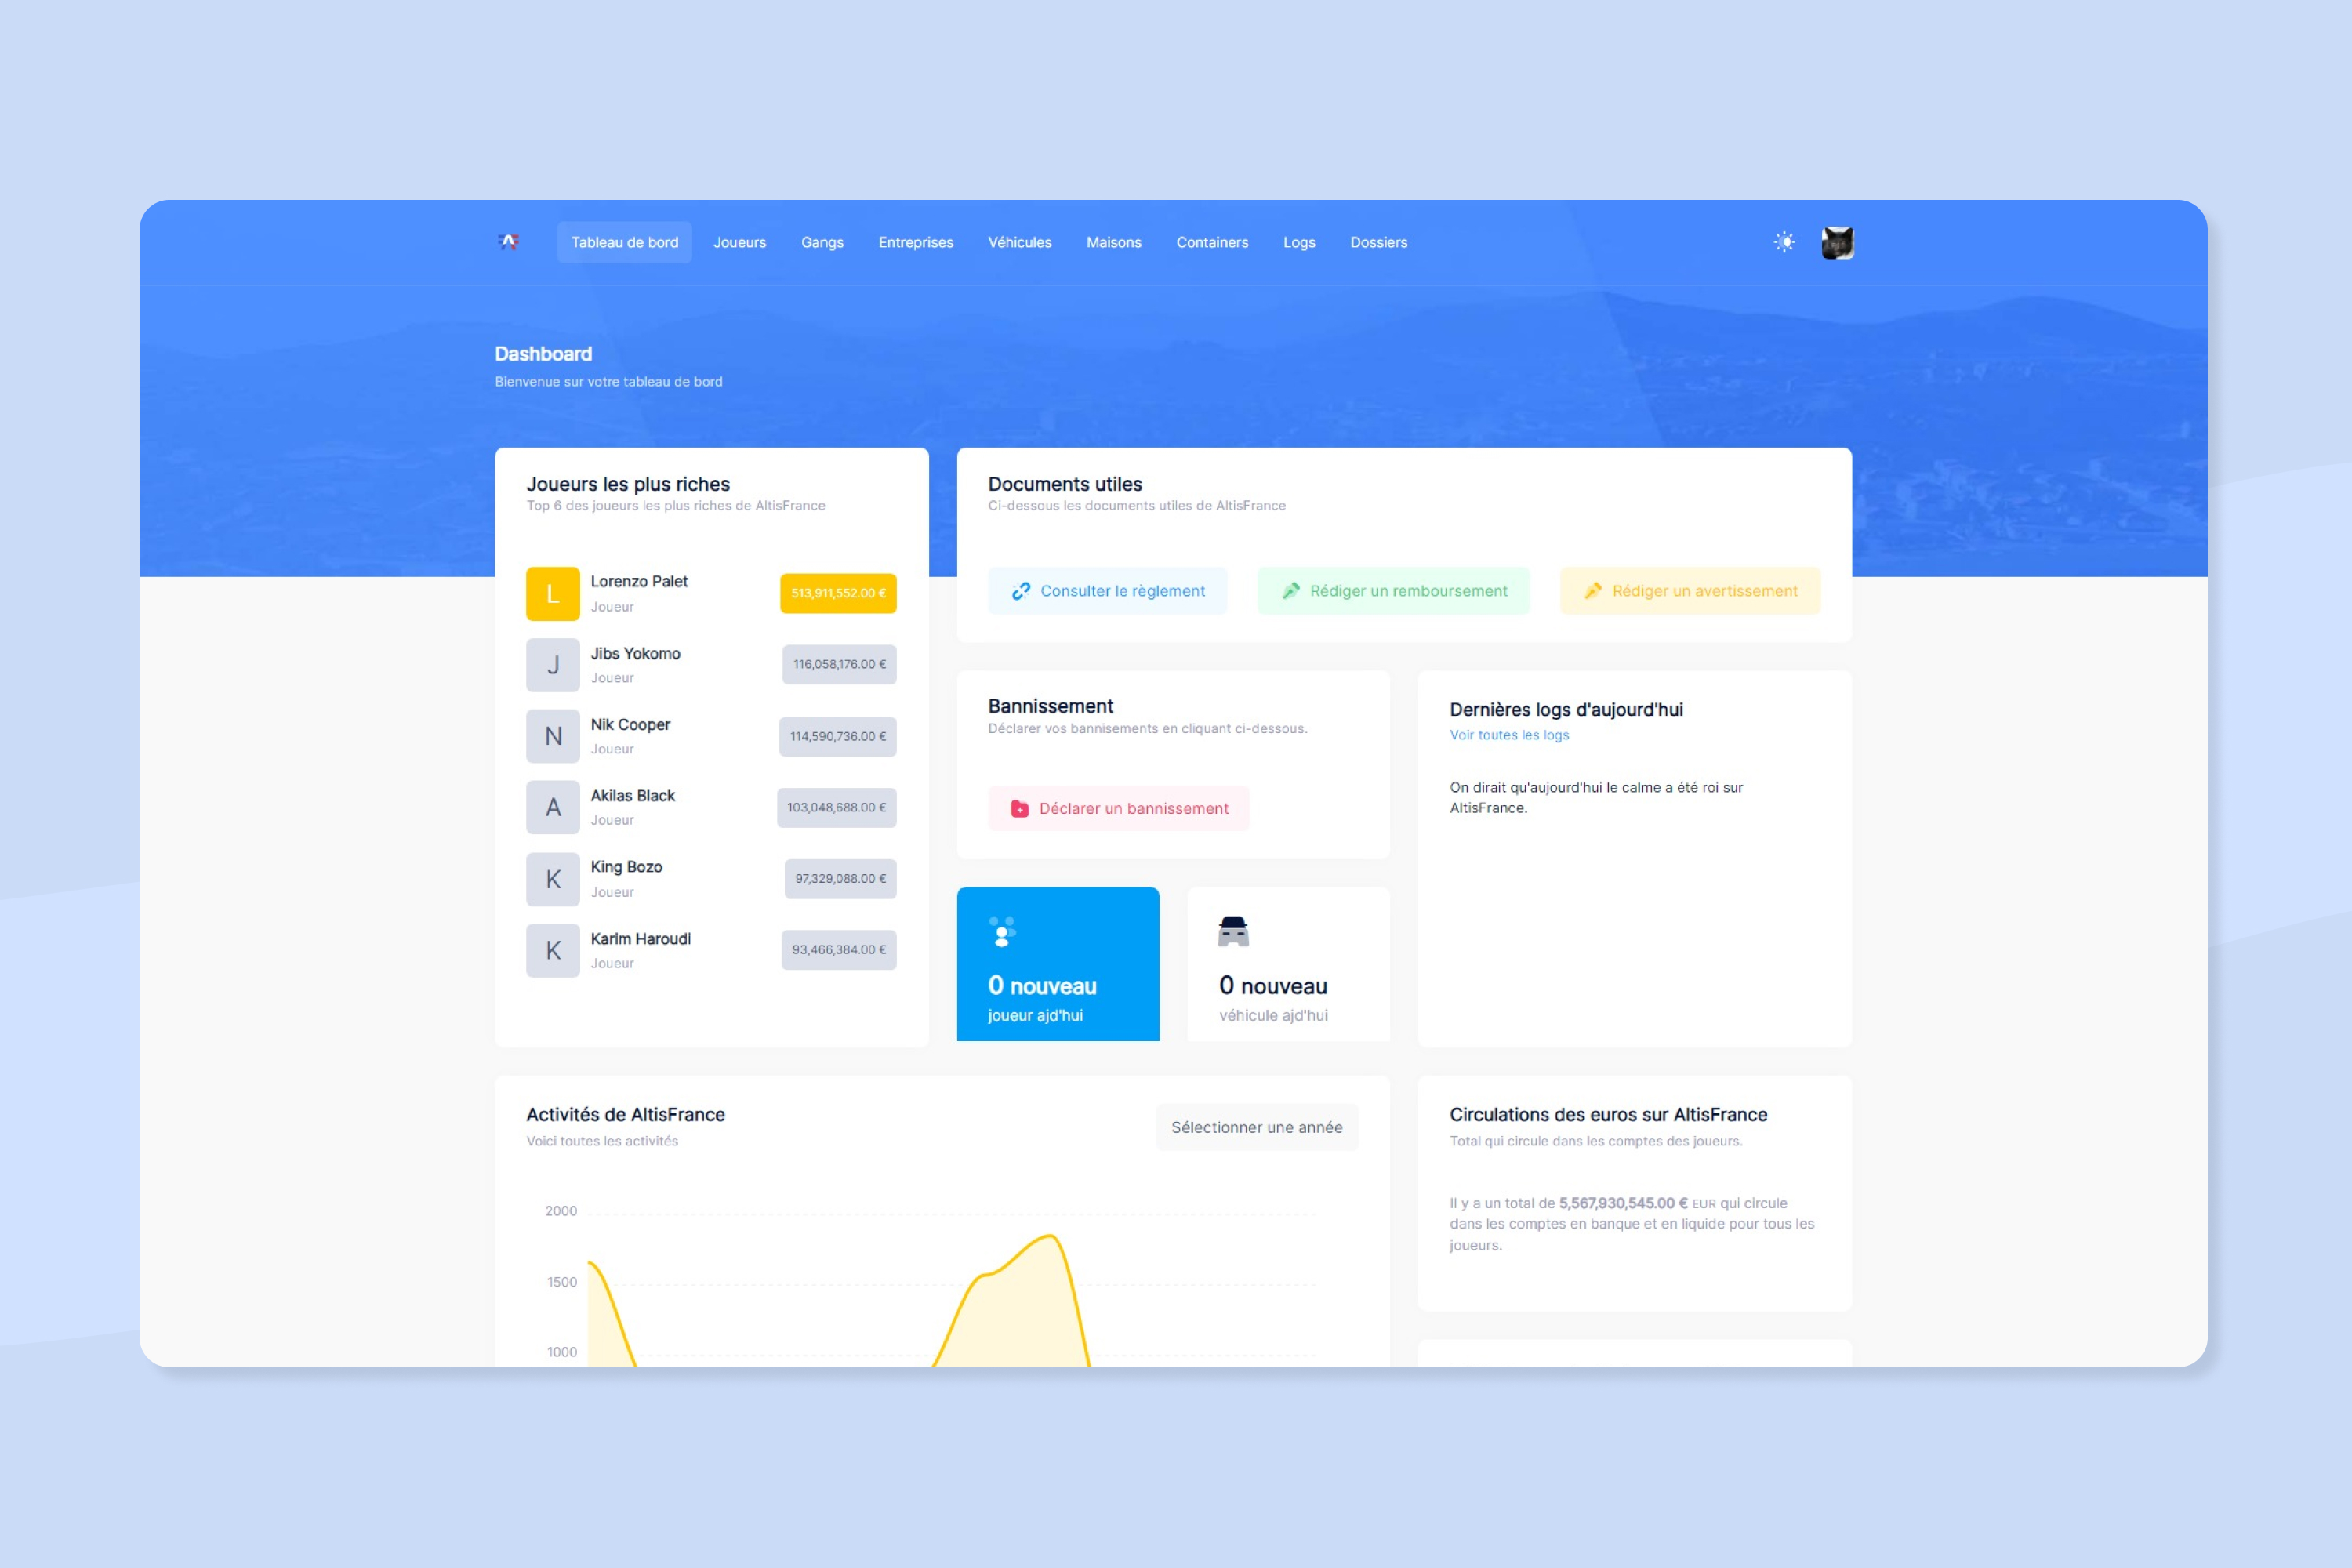 Tableau de bord
Joueurs
Gangs
Entreprises
Véhicules
Maisons
Containers
Logs
Dossiers
Dashboard
Bienvenue sur votre tableau de bord
Joueurs les plus riches
Top 6 des joueurs les plus riches de AltisFrance
L
Lorenzo Palet
Joueur
513,911,552.00 €
J
Jibs Yokomo
Joueur
116,058,176.00 €
N
Nik Cooper
Joueur
114,590,736.00 €
A
Akilas Black
Joueur
103,048,688.00 €
K
King Bozo
Joueur
97,329,088.00 €
K
Karim Haroudi
Joueur
93,466,384.00 €
Documents utiles
Ci-dessous les documents utiles de AltisFrance
Consulter le règlement
Rédiger un remboursement
Rédiger un avertissement
Bannissement
Déclarer vos bannisements en cliquant ci-dessous.
Déclarer un bannissement
0 nouveau
joueur ajd'hui
0 nouveau
véhicule ajd'hui
Dernières logs d'aujourd'hui
Voir toutes les logs
On dirait qu'aujourd'hui le calme a été roi sur
AltisFrance.
Activités de AltisFrance
Voici toutes les activités
Sélectionner une année
2000
1500
1000
Circulations des euros sur AltisFrance
Total qui circule dans les comptes des joueurs.
Il y a un total de 5,567,930,545.00 € EUR qui circule
dans les comptes en banque et en liquide pour tous les
joueurs.